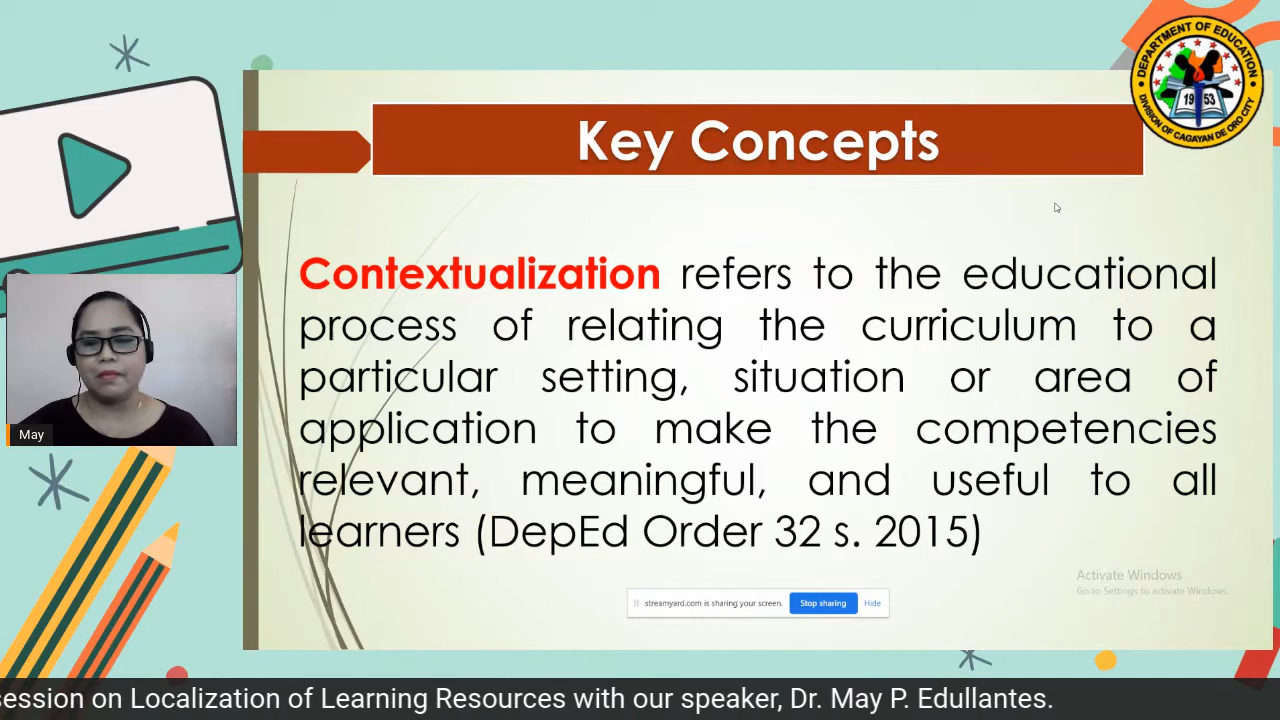 DEPARTMENT OF EDUCATION
19 53
DIVISION OF CAGAYAN DE ORO CITY
Key Concepts
Contextualization refers to the educational
process of relating the curriculum to a
particular setting, situation or area of
application to make the competencies
relevant, meaningful, and useful to all
learners (DepEd Order 32 s. 2015)
May
Activate Windows
Go to Settings to activate Windows.
streamyard.com is sharing your screen. Stop sharing Hide
session on Localization of Learning Resources with our speaker, Dr. May P. Edullantes.